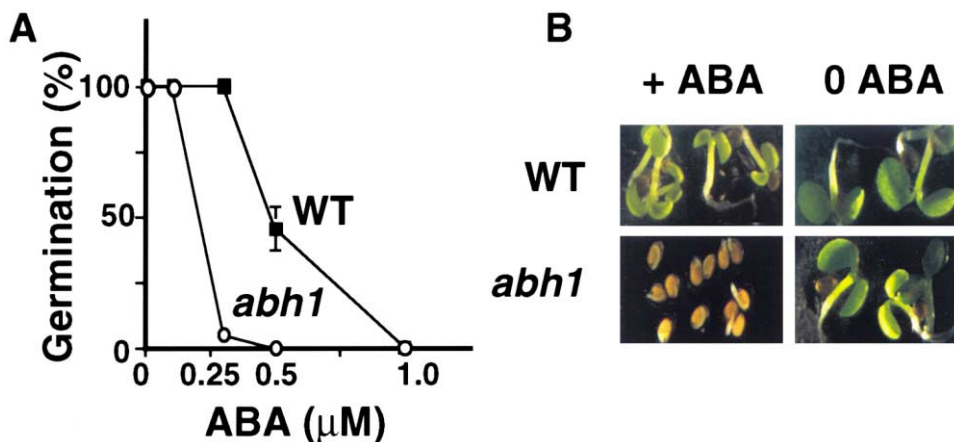 A
Germination (%)
100
50
0
WT
abh1
0
0.25
0.5
1.0
ABA (μM)
B
+ ABA
0 ABA
WT
abh1